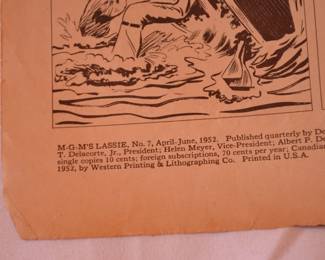 M-G-M'S LASSIE, No. 7, April-June, 1952. Published quarterly by De
T. Delacorte, Jr., President; Helen Meyer, Vice-President; Albert P. De
single copies 10 cents; foreign subscriptions, 70 cents per year; Canadian
1952, by Western Printing & Lithographing Co. Printed in U.S.A.